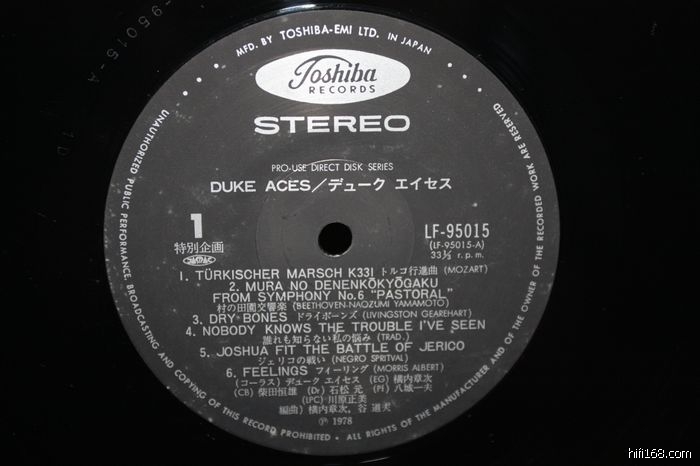 -95015-A
1D
MFD. BY TOSHIBA-EMI LTD. IN JAPAN
Toshiba
RECORDS
STEREO
PRO-USE DIRECT DISK SERIES
DUKE ACES/デューク エイセス
1
特別企画
LF-95015
(LF-95015-A)
33⅓ r.p.m.
1. TÜRKISCHER MARSCH K331 トルコ行進曲 (MOZART)
2. MURA NO DENENKŌKYŌGAKU
FROM SYMPHONY No.6 "PASTORAL"
村の田園交響楽 (BEETHOVEN-NAOZUMI YAMAMOTO)
3. DRY BONES ドライボーンズ (LIVINGSTON GEAREHART)
4. NOBODY KNOWS THE TROUBLE I'VE SEEN
誰れも知らない私の悩み (TRAD.)
5. JOSHUA FIT THE BATTLE OF JERICO
ジェリコの戦い (NEGRO SPRITVAL)
6. FEELINGS フィーリング (MORRIS ALBERT)
(コーラス) デューク エイセス (EG) 横内章次
(CB) 柴田恒雄 (Dr) 石松 元 (Pf) 八城一夫
(LPC) 川原正美
編曲) 横内章次、谷 道夫
℗ 1978
UNAUTHORIZED PUBLIC PERFORMANCE, BROADCASTING AND COPYING OF THIS RECORD PROHIBITED • ALL RIGHTS OF THE MANUFACTURER AND OF THE OWNER OF THE RECORDED WORK ARE RESERVED
hifi168.com